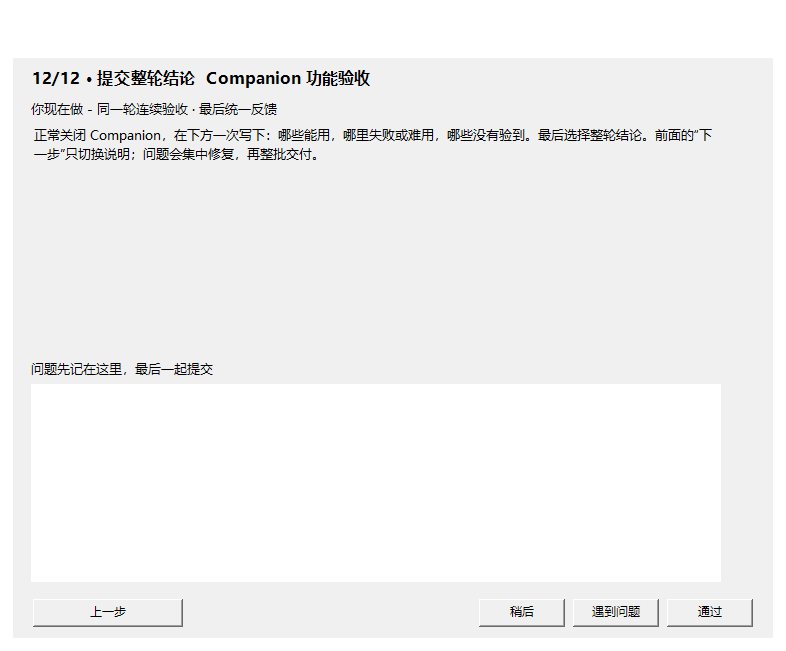 12/12 • 提交整轮结论  Companion 功能验收
你现在做 - 同一轮连续验收 · 最后统一反馈
正常关闭 Companion，在下方一次写下：哪些能用，哪里失败或难用，哪些没有验到。最后选择整轮结论。前面的“下
一步”只切换说明；问题会集中修复，再整批交付。
问题先记在这里，最后一起提交
上一步
稍后
遇到问题
通过